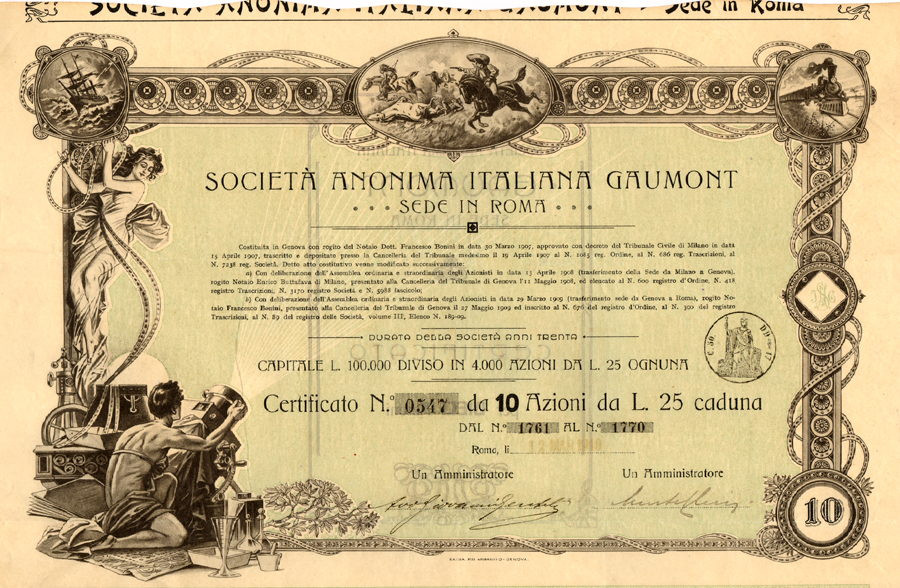 SOCIETÀ ANONIMA ITALIANA GAUMONT - Sede in Roma
SOCIETÀ ANONIMA ITALIANA GAUMONT
SEDE IN ROMA
Costituita in Genova con rogito del Notaio Dott. Francesco Bonini in data 30 Marzo 1907, approvato con decreto del Tribunale Civile di Milano in data
15 Aprile 1907, trascritto e depositato presso la Cancelleria del Tribunale medesimo il 19 Aprile 1907 al N. 1085 reg. Ordine, al N. 686 reg. Trascrizioni, al
N. 7238 reg. Società. Detto atto costitutivo venne modificato successivamente:
a) Con deliberazione dell'Assemblea ordinaria e straordinaria degli Azionisti in data 13 Aprile 1908 (trasferimento della Sede da Milano a Genova),
rogito Notaio Enrico Buttafava di Milano, presentato alla Cancelleria del Tribunale di Genova l'11 Maggio 1908, ed elencato al N. 600 registro d'Ordine, N. 418
registro Trascrizioni, N. 3170 registro Società e N. 5988 fascicolo;
b) Con deliberazione dell'Assemblea ordinaria e straordinaria degli Azionisti in data 29 Marzo 1909 (trasferimento sede da Genova a Roma), rogito No-
taio Francesco Bonini, presentato alla Cancelleria del Tribunale di Genova il 27 Maggio 1909 ed inscritto al N. 676 del registro d'Ordine, al N. 300 del registro
Trascrizioni, al N. 89 del registro delle Società, volume III, Elenco N. 189-09.
DURATA DELLA SOCIETÀ ANNI TRENTA
CAPITALE L. 100.000 DIVISO IN 4.000 AZIONI DA L. 25 OGNUNA
Certificato N.º 0547 da 10 Azioni da L. 25 caduna
DAL N.º 1761 AL N.º 1770
Roma, li
Un Amministratore
Un Amministratore
10